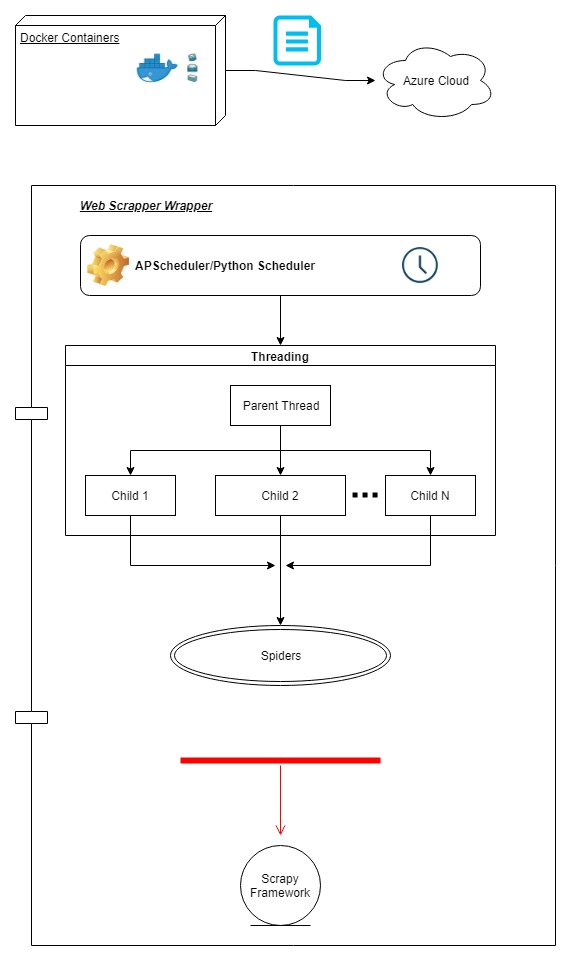 Docker Containers
Azure Cloud
Web Scrapper Wrapper
APScheduler/Python Scheduler
Threading
Parent Thread
Child 1
Child 2
Child N
Spiders
Scrapy
Framework